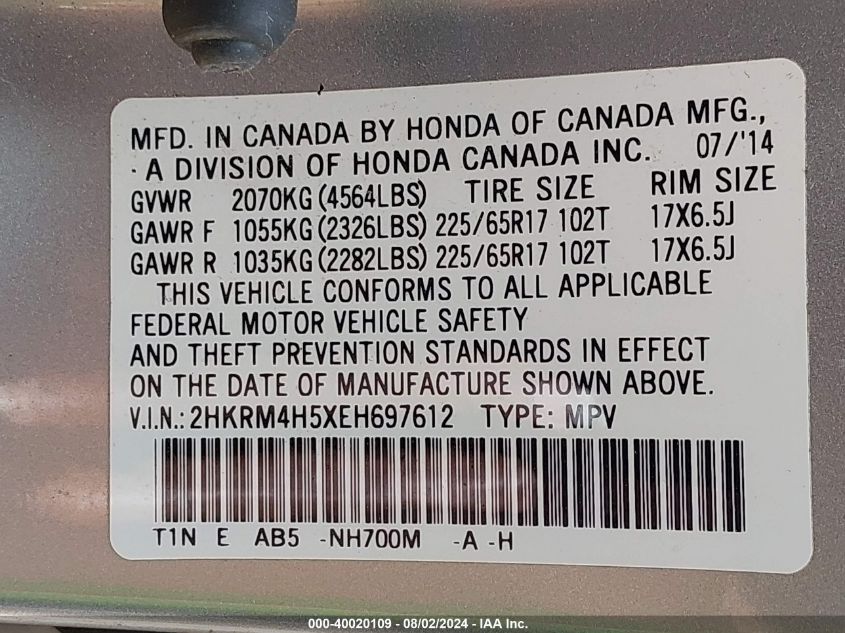 MFD. IN CANADA BY HONDA OF CANADA MFG.,
· A DIVISION OF HONDA CANADA INC. 07/'14
GVWR 2070KG (4564LBS) TIRE SIZE RIM SIZE
GAWR F 1055KG (2326LBS) 225/65R17 102T 17X6.5J
GAWR R 1035KG (2282LBS) 225/65R17 102T 17X6.5J
THIS VEHICLE CONFORMS TO ALL APPLICABLE
FEDERAL MOTOR VEHICLE SAFETY
AND THEFT PREVENTION STANDARDS IN EFFECT
ON THE DATE OF MANUFACTURE SHOWN ABOVE.
V.I.N.: 2HKRM4H5XEH697612 TYPE: MPV
T1N E AB5 -NH700M -A -H
000-40020109 - 08/02/2024 - IAA Inc.